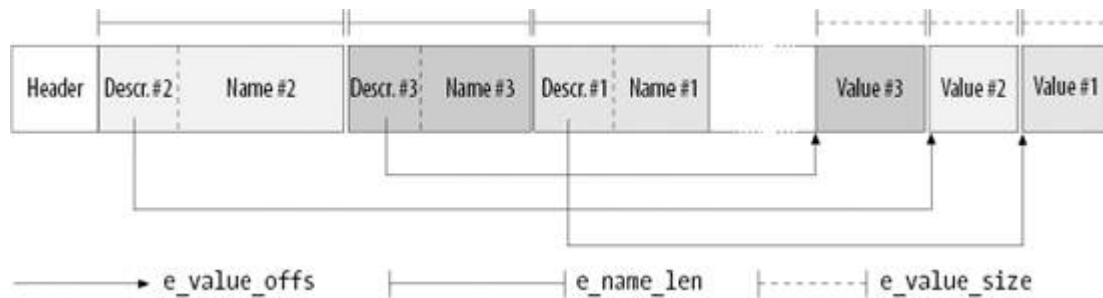 Header Descr.#2 Name #2 Descr.#3 Name #3 Descr.#1 Name #1 Value #3 Value #2 Value #1
e_value_offs e_name_len e_value_size